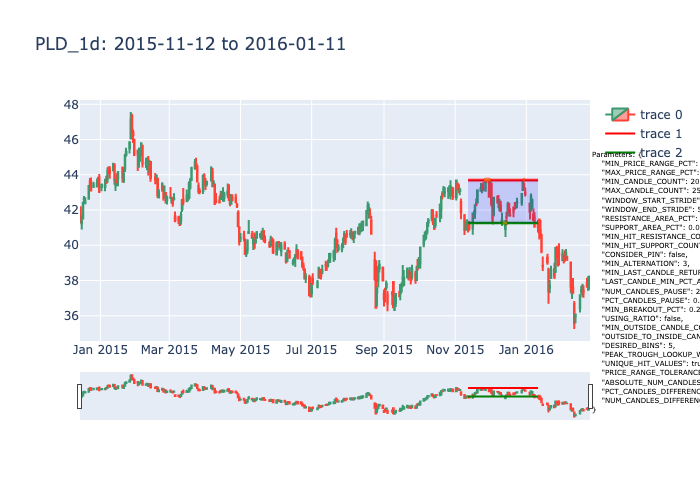 PLD_1d: 2015-11-12 to 2016-01-11
48
46
44
42
40
38
36
Jan 2015 Mar 2015 May 2015 Jul 2015 Sep 2015 Nov 2015 Jan 2016
trace 0
trace 1
trace 2
Parameters: {
"MIN_PRICE_RANGE_PCT":
"MAX_PRICE_RANGE_PCT":
"MIN_CANDLE_COUNT": 20
"MAX_CANDLE_COUNT": 25
"WINDOW_START_STRIDE"
"WINDOW_END_STRIDE": 5
"RESISTANCE_AREA_PCT":
"SUPPORT_AREA_PCT": 0.0
"MIN_HIT_RESISTANCE_CO
"MIN_HIT_SUPPORT_COUNT
"CONSIDER_PIN": false,
"MIN_ALTERNATION": 3,
"MIN_LAST_CANDLE_RETUR
"LAST_CANDLE_MIN_PCT_A
"NUM_CANDLES_PAUSE": 2
"PCT_CANDLES_PAUSE": 0.
"MIN_BREAKOUT_PCT": 0.2
"USING_RATIO": false,
"MIN_OUTSIDE_CANDLE_CO
"OUTSIDE_TO_INSIDE_CAN
"DESIRED_BINS": 5,
"PEAK_TROUGH_LOOKUP_W
"UNIQUE_HIT_VALUES": tru
"PRICE_RANGE_TOLERANCE
"ABSOLUTE_NUM_CANDLES
"PCT_CANDLES_DIFFERENC
"NUM_CANDLES_DIFFEREN
}